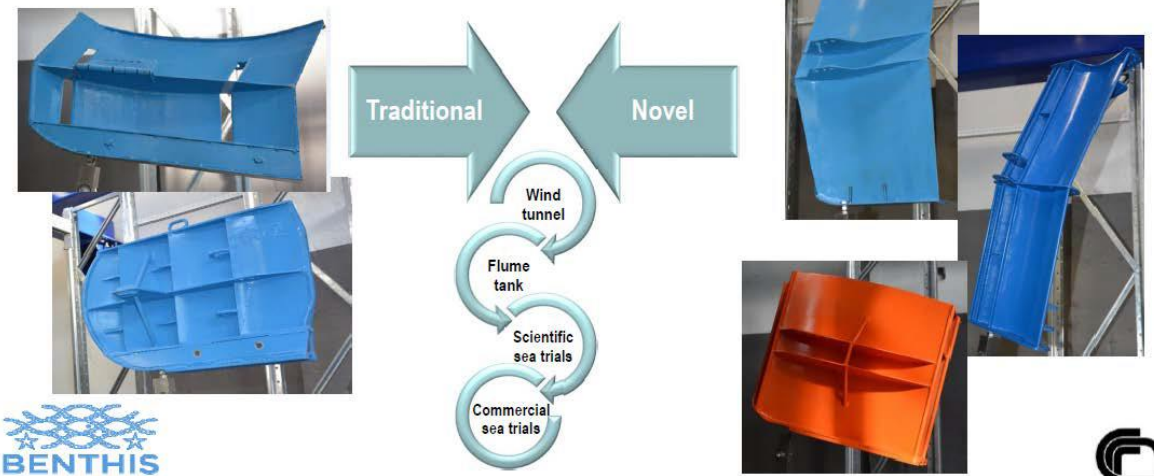 Traditional
Novel
Wind
tunnel
Flume
tank
Scientific
sea trials
Commercial
sea trials
BENTHIS